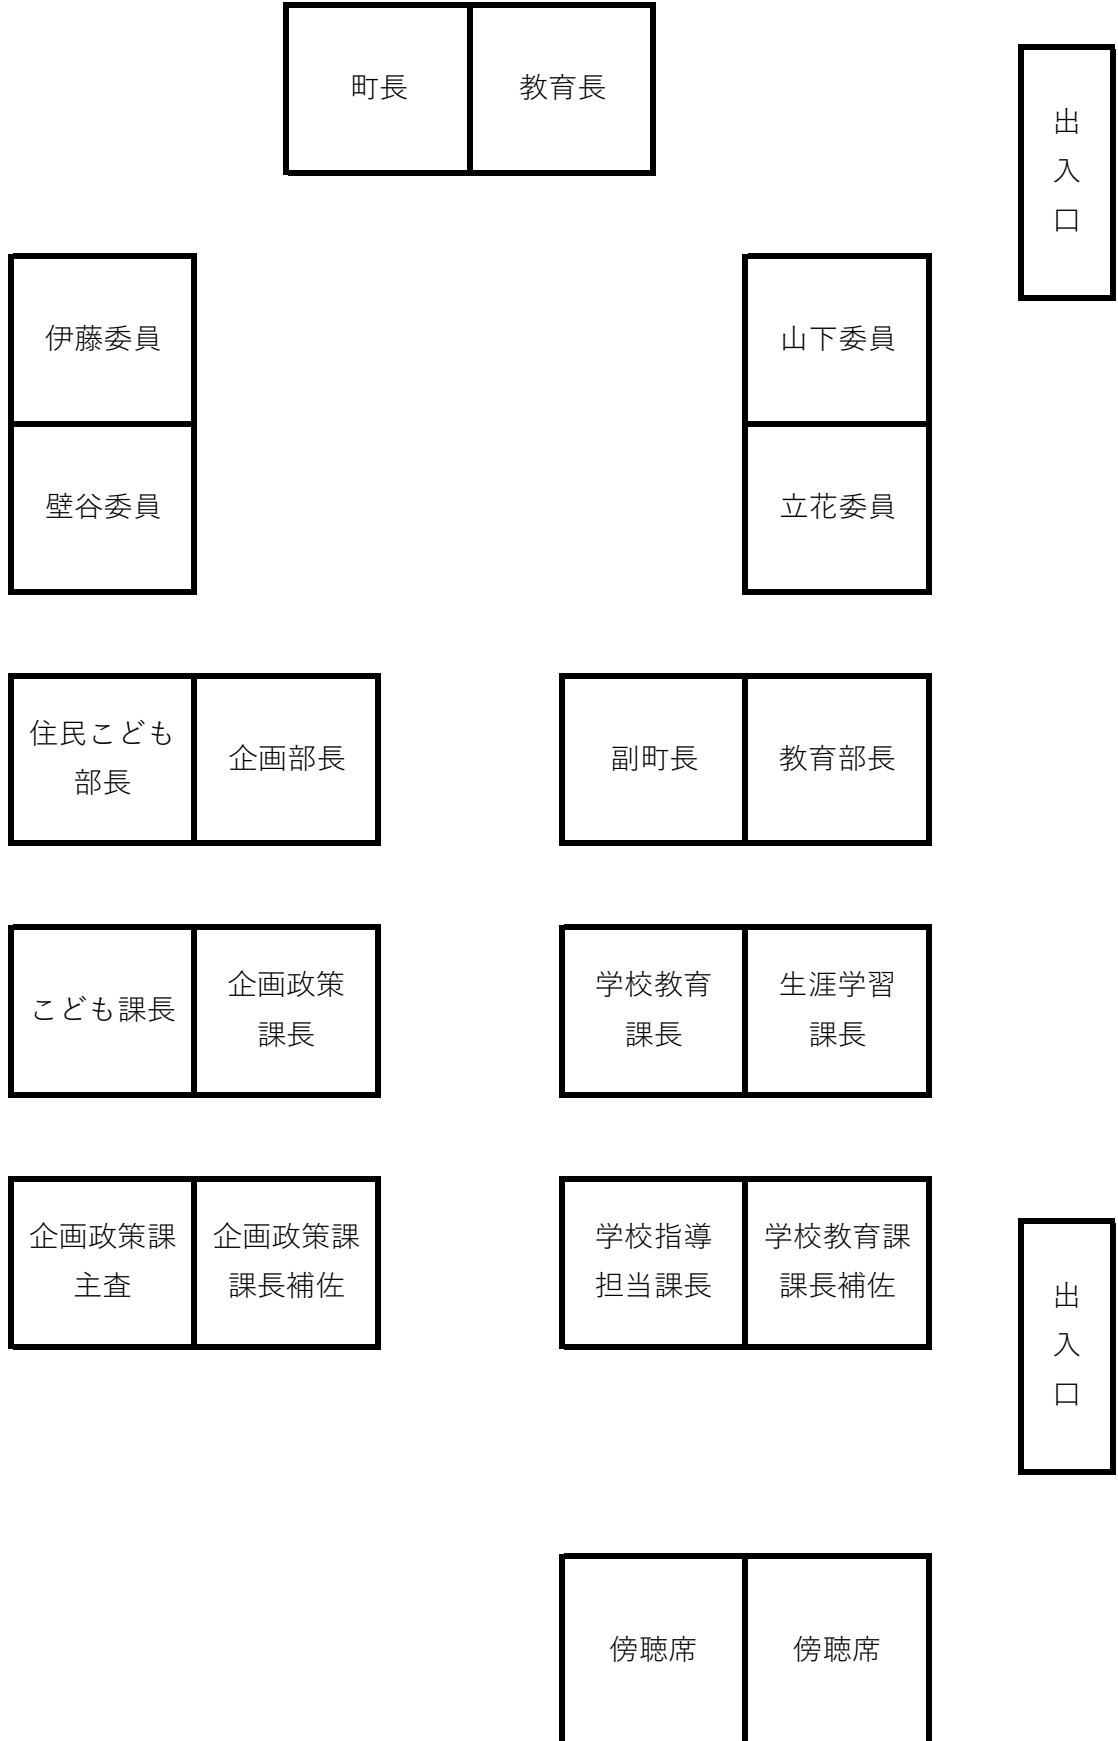 町長
教育長
出
入
口
伊藤委員
山下委員
壁谷委員
立花委員
住民こども
部長
企画部長
副町長
教育部長
こども課長
企画政策
課長
学校教育
課長
生涯学習
課長
企画政策課
主査
企画政策課
課長補佐
学校指導
担当課長
学校教育課
課長補佐
出
入
口
傍聴席
傍聴席